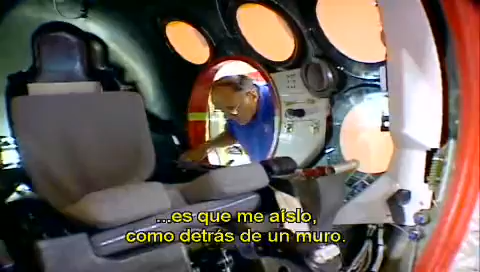 ...es que me aíslo,
como detrás de un muro.